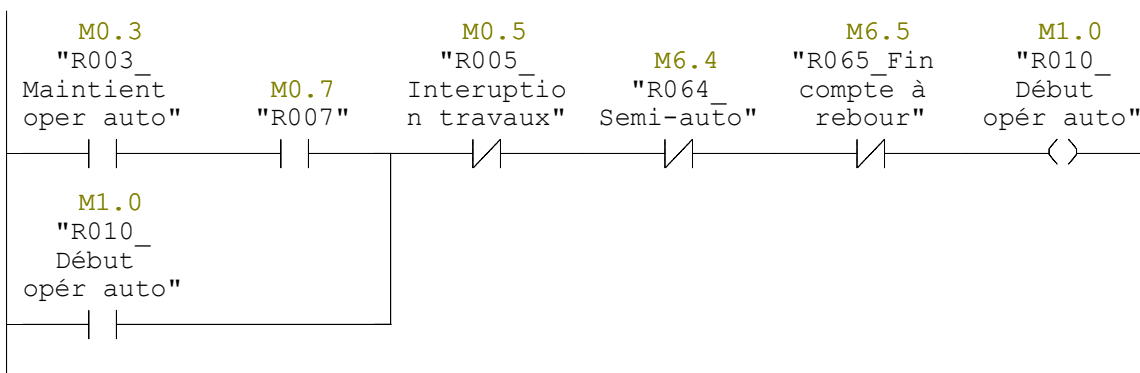 M0.3
"R003_
Maintient
oper auto"
M0.7
"R007"
M0.5
"R005_
Interuptio
n travaux"
M6.4
"R064_
Semi-auto"
M6.5
"R065_Fin
compte à
rebour"
M1.0
"R010_
Début
opér auto"
M1.0
"R010_
Début
opér auto"